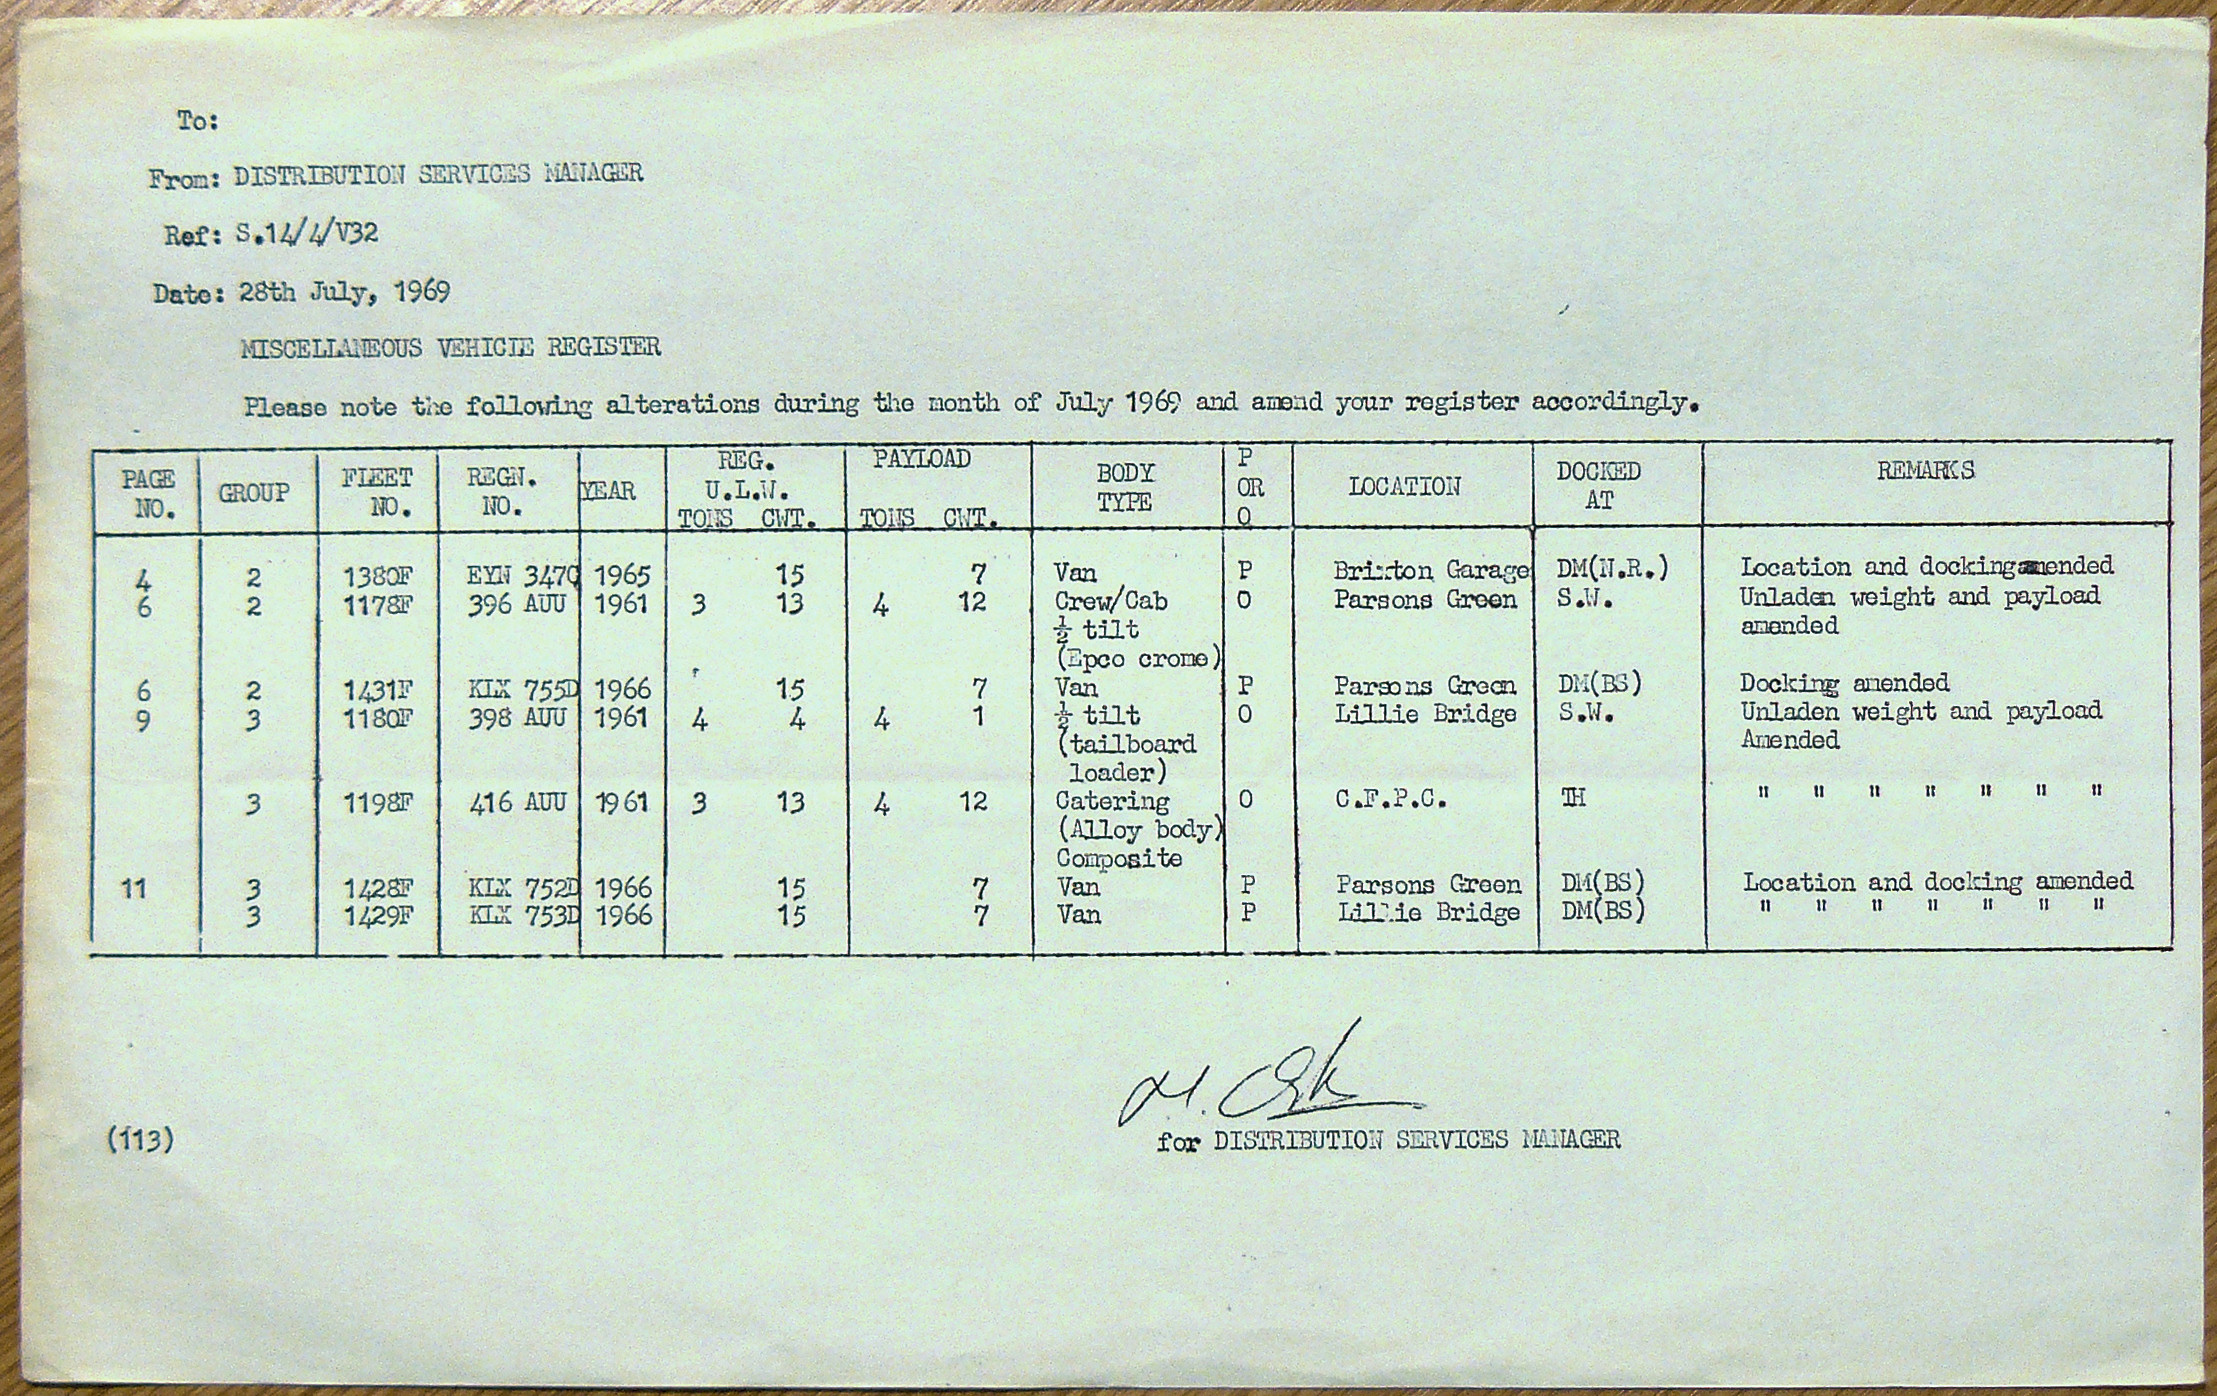 To:
From: DISTRIBUTION SERVICES MANAGER
Ref: S.14/4/V32
Date: 28th July, 1969
MISCELLANEOUS VEHICLE REGISTER
Please note the following alterations during the month of July 1969 and amend your register accordingly.
PAGE NO. GROUP FLEET NO. REGN. NO. YEAR REG. U.L.W. TONS CWT. PAYLOAD TONS CWT. BODY TYPE P OR O LOCATION DOCKED AT REMARKS
4 2 1380F EYN 347C 1965 15 7 Van P Brixton Garage DM(N.R.) Location and docking amended
6 2 1178F 396 AUU 1961 3 13 4 12 Crew/Cab O Parsons Green S.W. Unladen weight and payload
½ tilt amended
(Epco crome)
6 2 1431F KLX 755D 1966 15 7 Van P Parsons Green DM(BS) Docking amended
9 3 1180F 398 AUU 1961 4 4 4 1 ½ tilt O Lillie Bridge S.W. Unladen weight and payload
(tailboard Amended
loader)
3 1198F 416 AUU 1961 3 13 4 12 Catering O C.F.P.C. TH " " " " " " "
(Alloy body)
Composite
11 3 1428F KLX 752D 1966 15 7 Van P Parsons Green DM(BS) Location and docking amended
3 1429F KLX 753D 1966 15 7 Van P Lillie Bridge DM(BS) " " " " " " "
for DISTRIBUTION SERVICES MANAGER
(113)